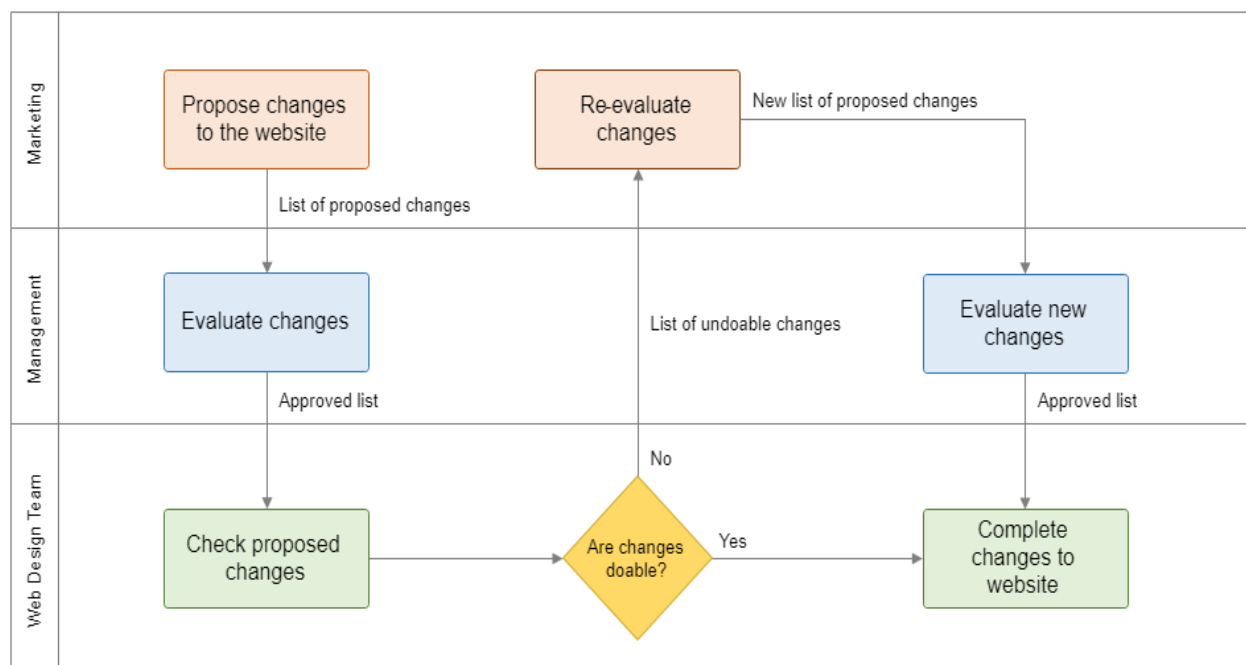 Marketing
Propose changes
to the website
Re-evaluate
changes
New list of proposed changes
List of proposed changes
Management
Evaluate changes
List of undoable changes
Evaluate new
changes
Approved list
Approved list
Web Design Team
No
Check proposed
changes
Are changes
doable?
Yes
Complete
changes to
website